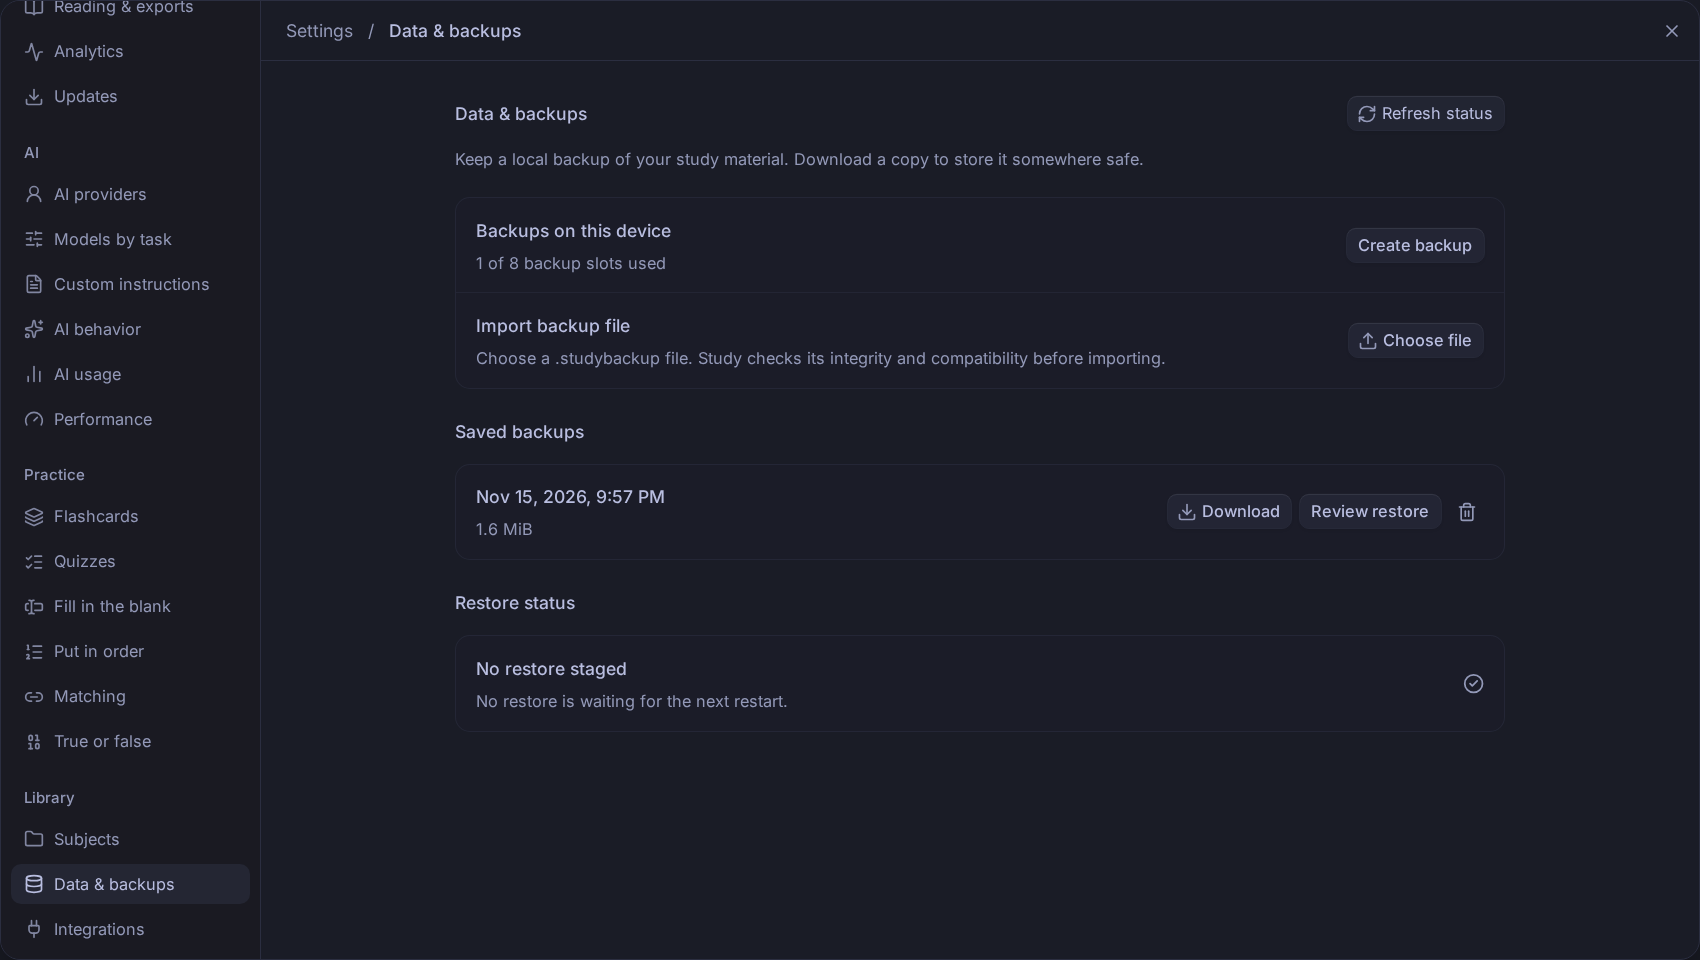 Reading & exports
Analytics
Updates
AI
AI providers
Models by task
Custom instructions
AI behavior
AI usage
Performance
Practice
Flashcards
Quizzes
Fill in the blank
Put in order
Matching
True or false
Library
Subjects
Data & backups
Integrations
Settings / Data & backups
Data & backups
Refresh status
Keep a local backup of your study material. Download a copy to store it somewhere safe.
Backups on this device
1 of 8 backup slots used
Create backup
Import backup file
Choose a .studybackup file. Study checks its integrity and compatibility before importing.
Choose file
Saved backups
Nov 15, 2026, 9:57 PM
1.6 MiB
Download
Review restore
Restore status
No restore staged
No restore is waiting for the next restart.